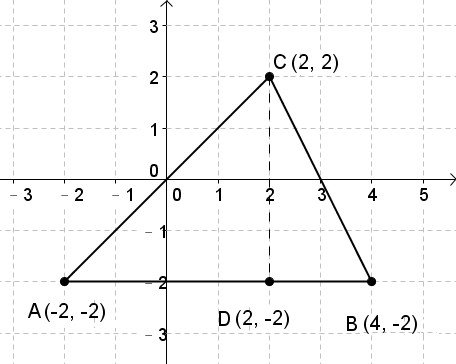 3
C (2, 2)
2
1
0
– 3 – 2 – 1 0 1 2 3 4 5
– 1
– 2
A (-2, -2) D (2, -2) B (4, -2)
– 3